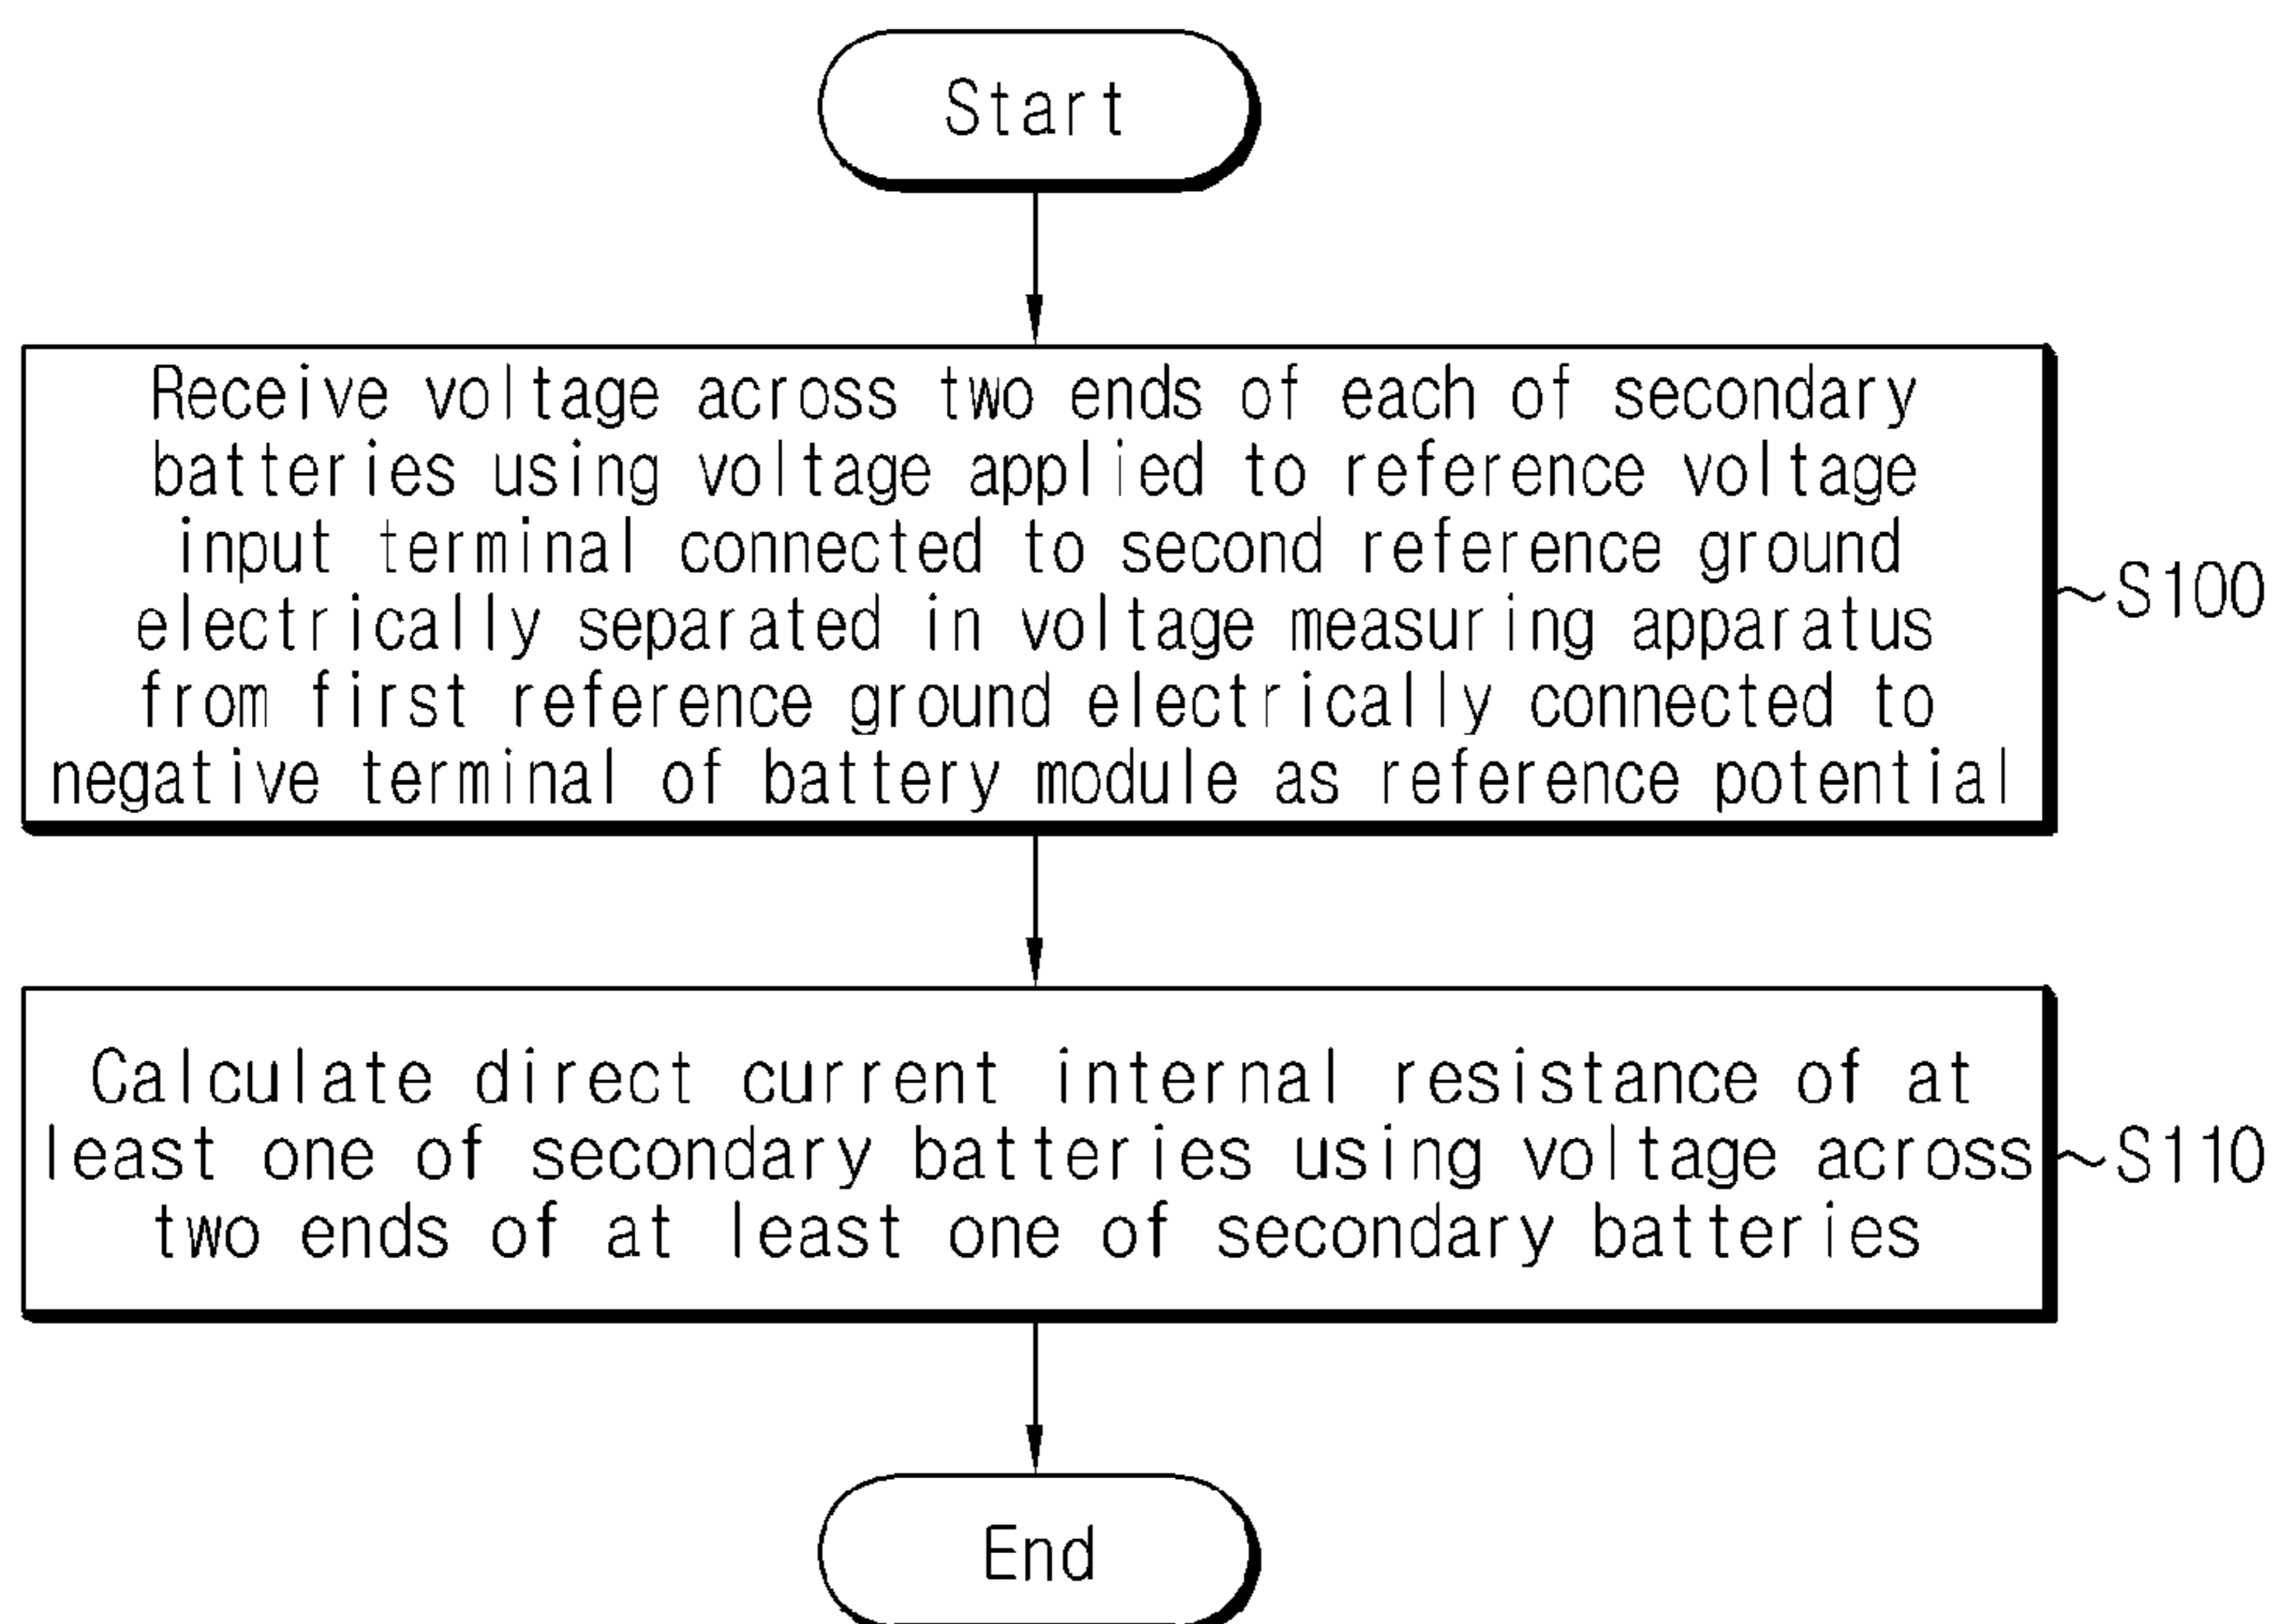 Start
Receive voltage across two ends of each of secondary
batteries using voltage applied to reference voltage
input terminal connected to second reference ground
electrically separated in voltage measuring apparatus
from first reference ground electrically connected to
negative terminal of battery module as reference potential
~S100
Calculate direct current internal resistance of at
least one of secondary batteries using voltage across
two ends of at least one of secondary batteries
~S110
End